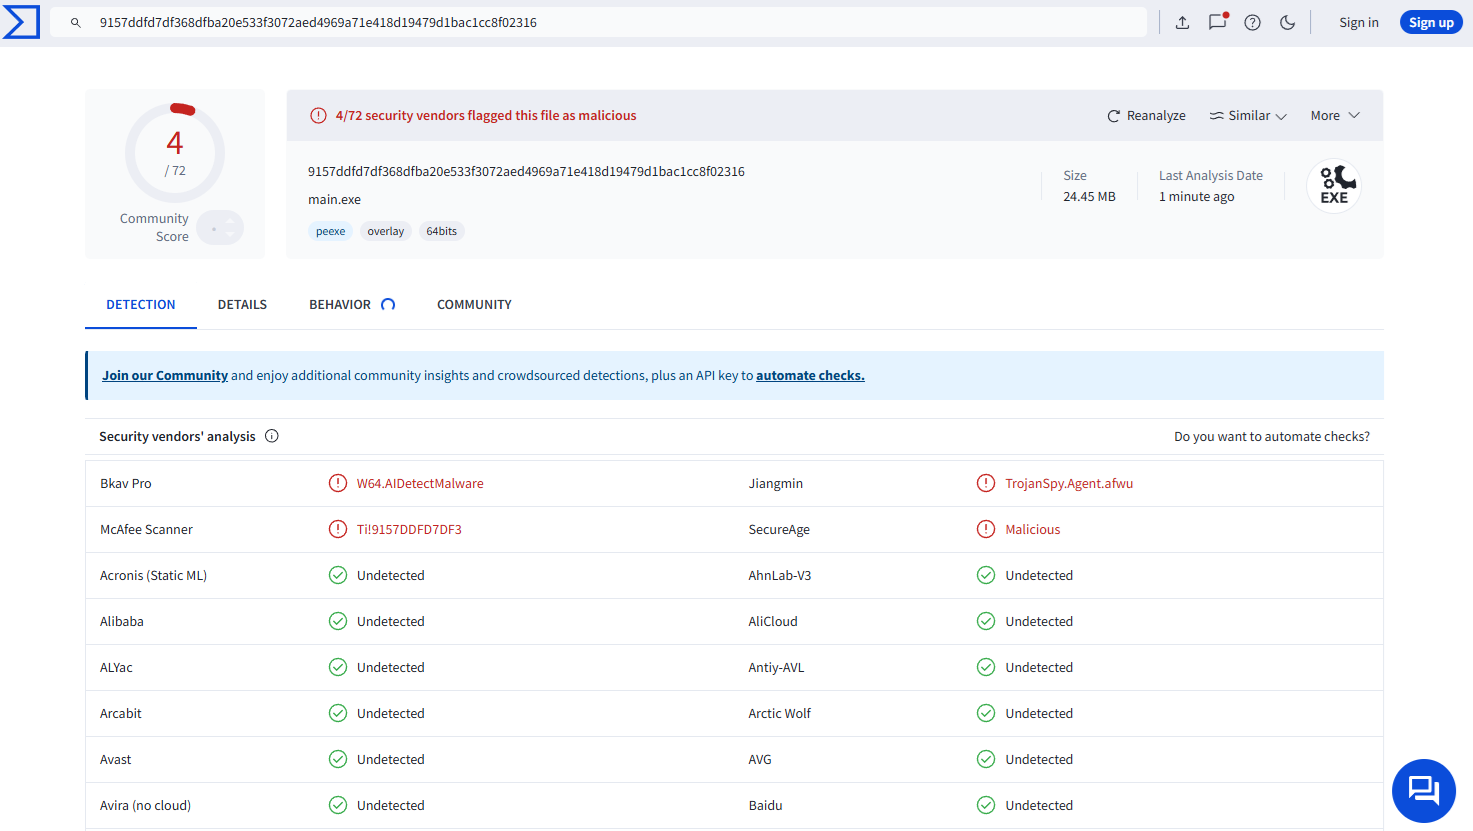 9157ddfd7df368dfba20e533f3072aed4969a71e418d19479d1bac1cc8f02316
Sign in
Sign up
4
/ 72
Community
Score
4/72 security vendors flagged this file as malicious
Reanalyze
Similar
More
9157ddfd7df368dfba20e533f3072aed4969a71e418d19479d1bac1cc8f02316
main.exe
peexe
overlay
64bits
Size
24.45 MB
Last Analysis Date
1 minute ago
EXE
DETECTION
DETAILS
BEHAVIOR
COMMUNITY
Join our Community and enjoy additional community insights and crowdsourced detections, plus an API key to automate checks.
Security vendors' analysis
Do you want to automate checks?
Bkav Pro W64.AIDetectMalware Jiangmin TrojanSpy.Agent.afwu
McAfee Scanner Ti!9157DDFD7DF3 SecureAge Malicious
Acronis (Static ML) Undetected AhnLab-V3 Undetected
Alibaba Undetected AliCloud Undetected
ALYac Undetected Antiy-AVL Undetected
Arcabit Undetected Arctic Wolf Undetected
Avast Undetected AVG Undetected
Avira (no cloud) Undetected Baidu Undetected